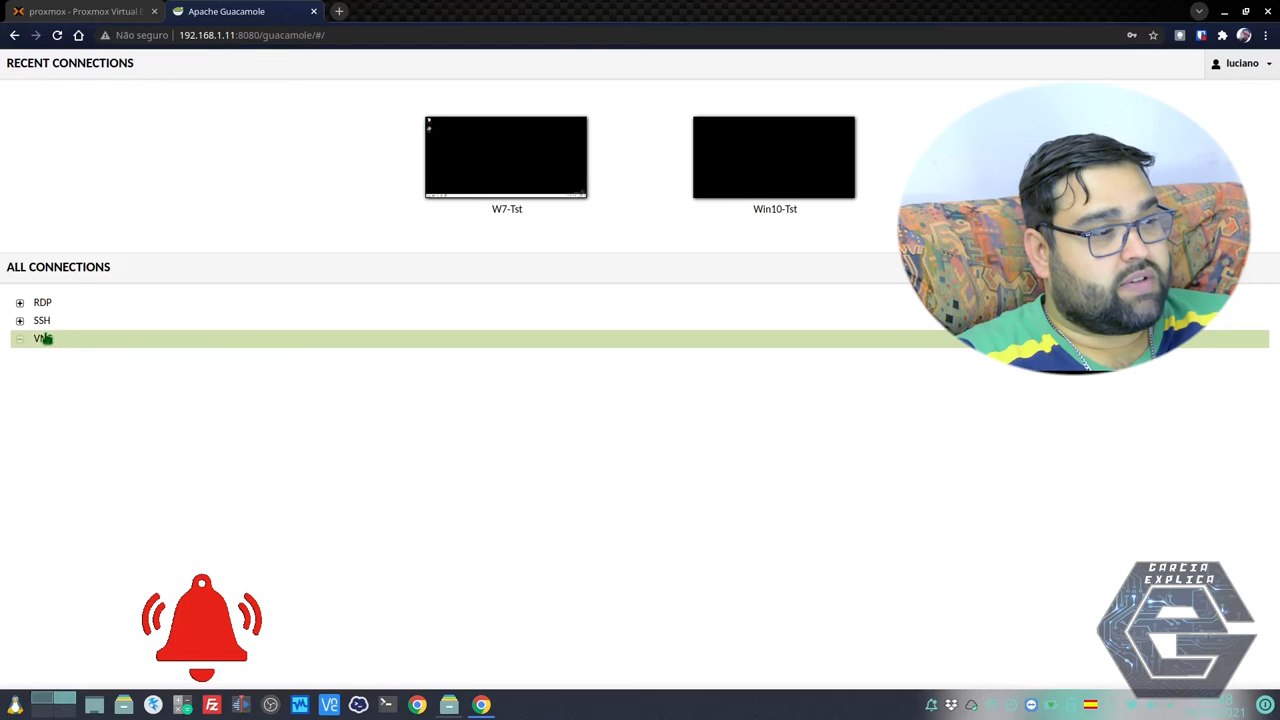 proxmox - Proxmox Virtual E
Apache Guacamole
Não seguro
192.168.1.11:8080/guacamole/#/
RECENT CONNECTIONS
luciano
W7-Tst
Win10-Tst
ALL CONNECTIONS
RDP
SSH
GARCIA
EXPLICA